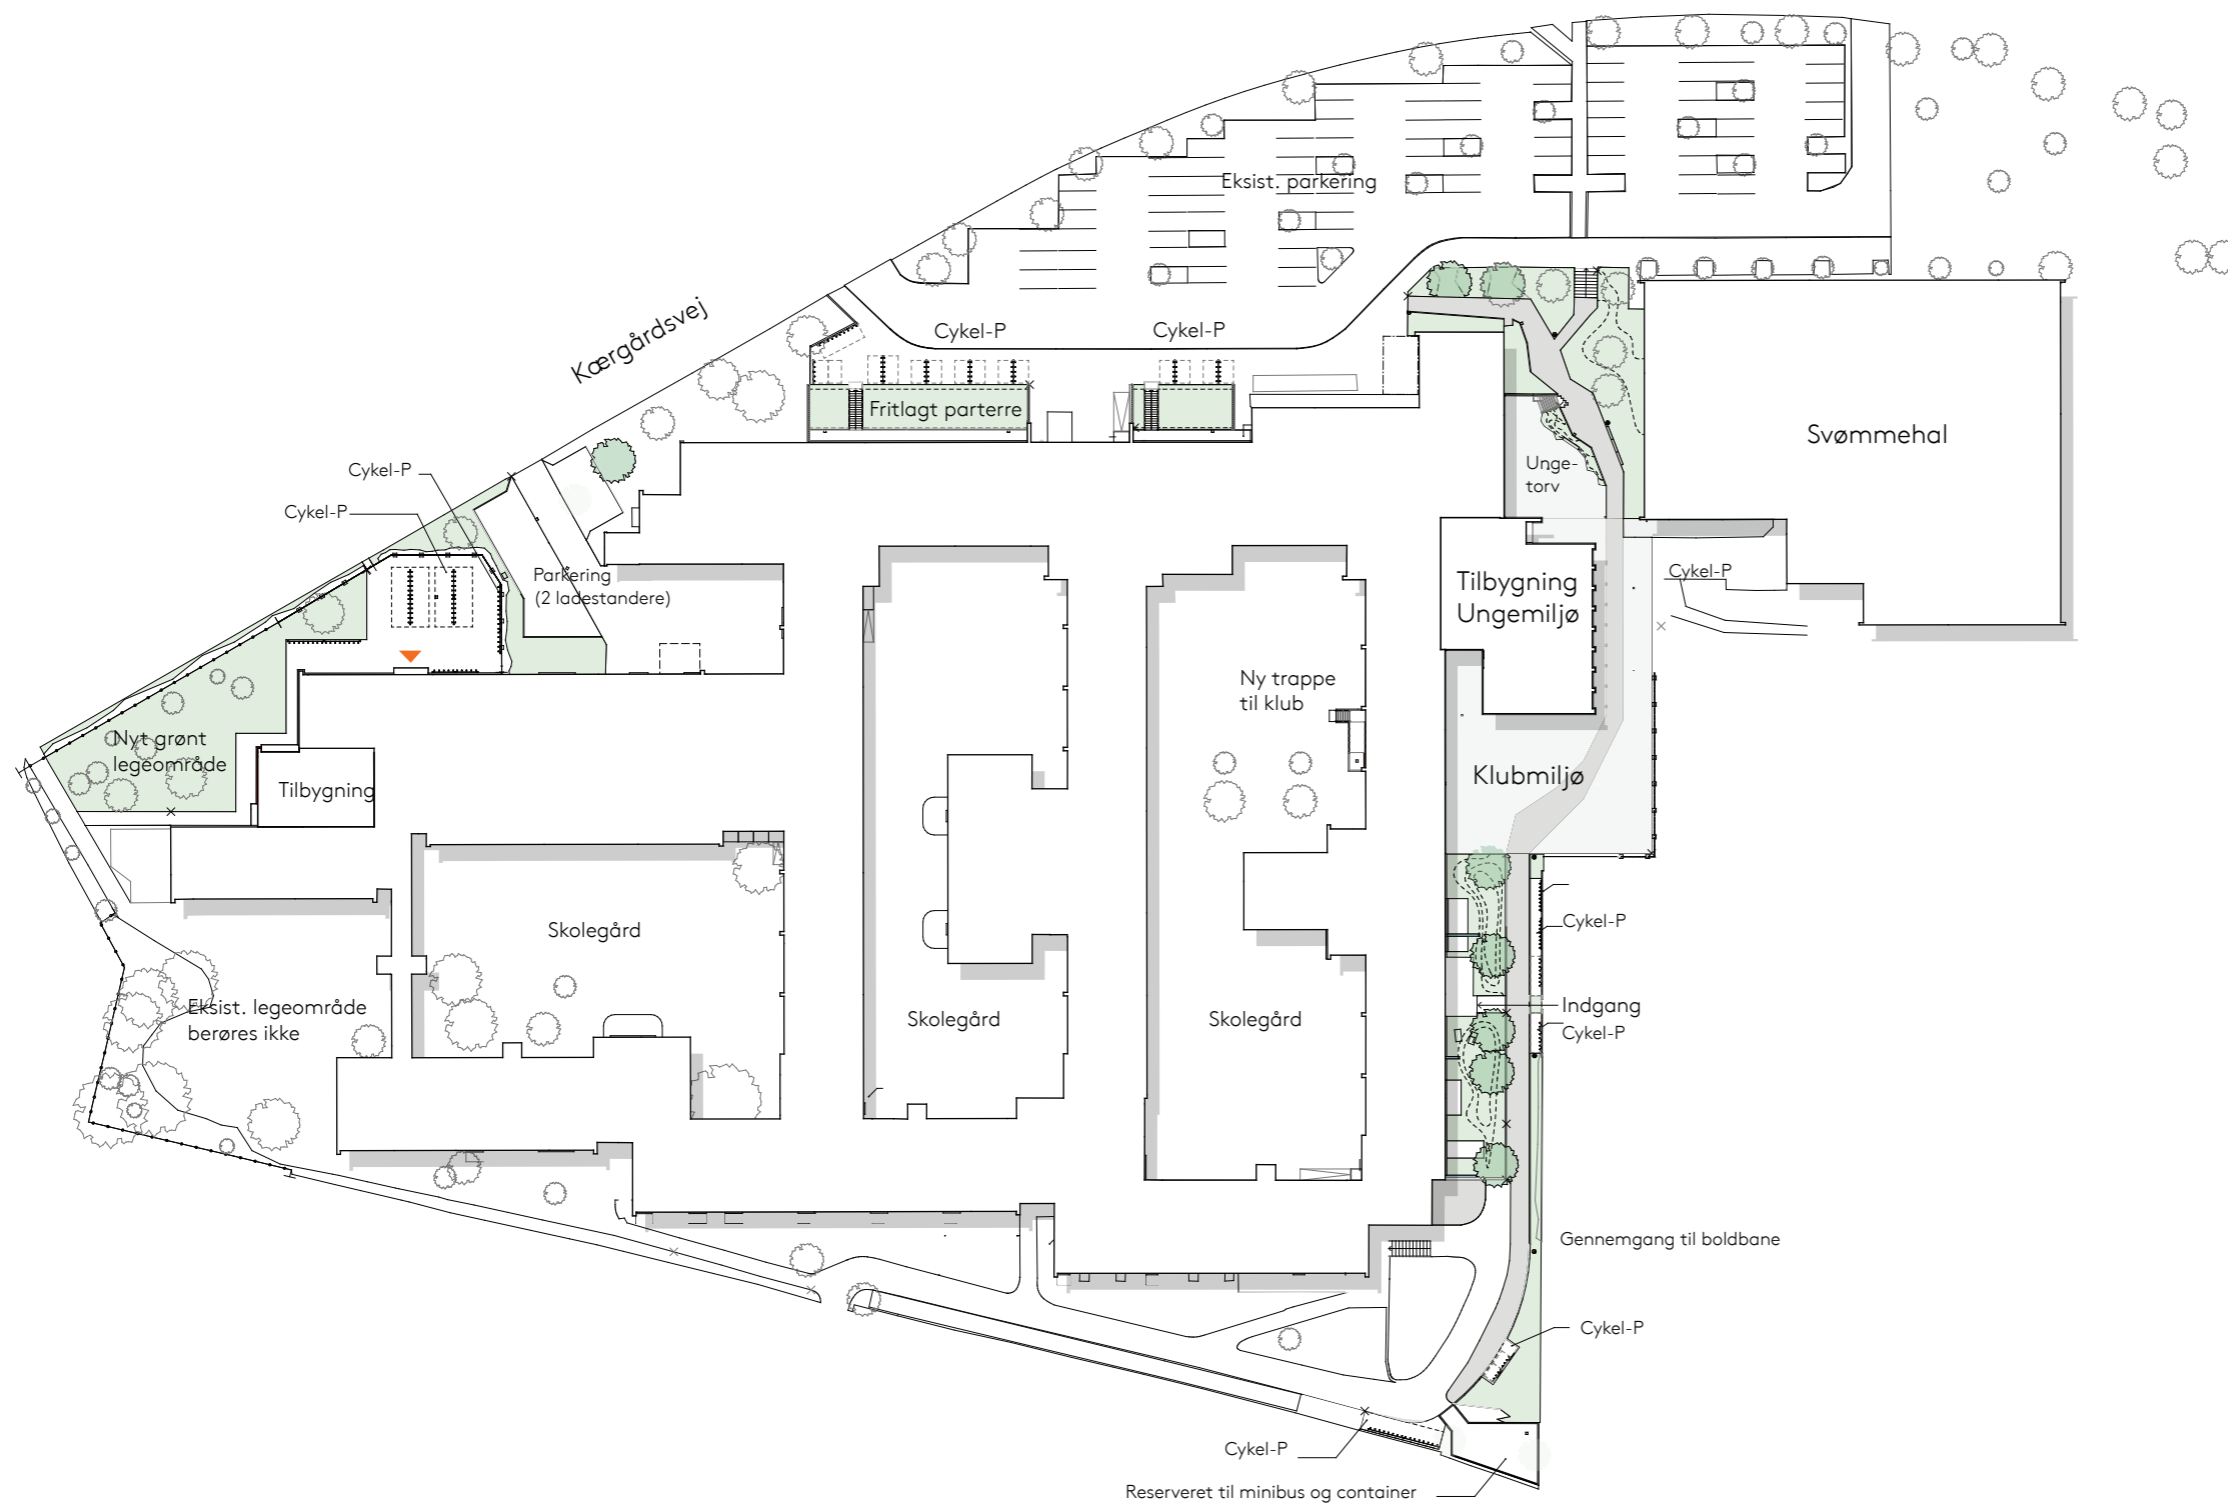 Eksist. parkering
Kærgårdsvej
Cykel-P
Cykel-P
Fritlagt parterre
Svømmehal
Unge-
torv
Cykel-P
Cykel-P
Parkering
(2 ladestandere)
Tilbygning
Ungemiljø
Cykel-P
Ny trappe
til klub
Nyt grønt
legeområde
Tilbygning
Klubmiljø
Skolegård
Cykel-P
Eksist. legeområde
berøres ikke
Skolegård
Skolegård
Indgang
Cykel-P
Gennemgang til boldbane
Cykel-P
Cykel-P
Reserveret til minibus og container